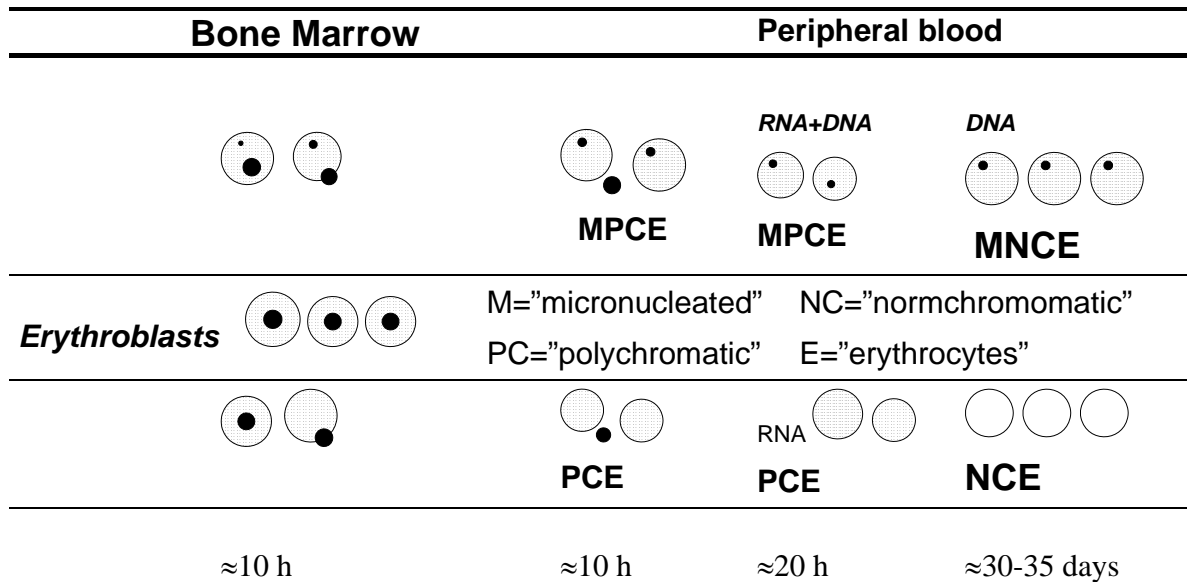 Bone Marrow Peripheral blood
RNA+DNA DNA
MPCE MPCE MNCE
M=”micronucleated” NC=”normchromomatic”
Erythroblasts
PC=”polychromatic” E=”erythrocytes”
RNA
PCE PCE NCE
≈10 h ≈10 h ≈20 h ≈30-35 days